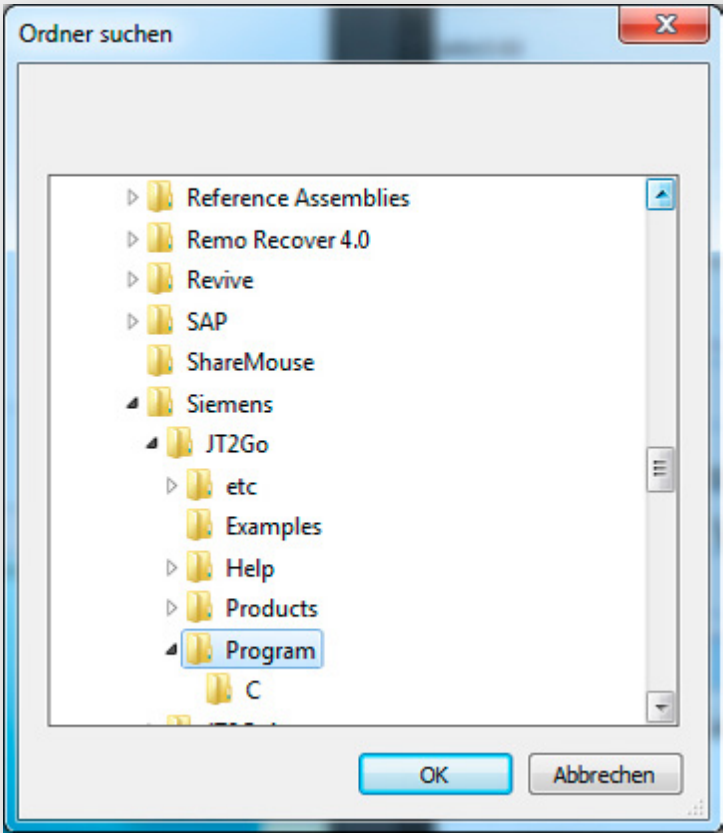 Ordner suchen
Reference Assemblies
Remo Recover 4.0
Revive
SAP
ShareMouse
Siemens
JT2Go
etc
Examples
Help
Products
Program
C
OK
Abbrechen